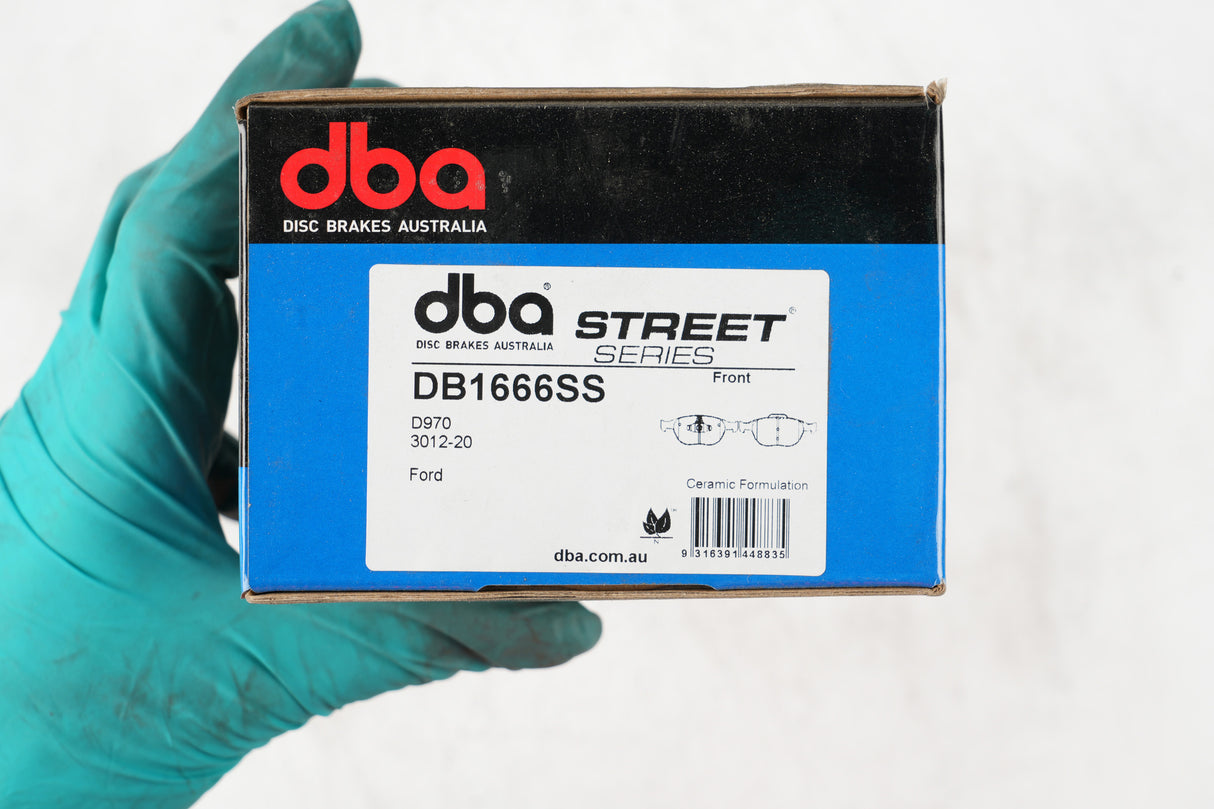 dba
DISC BRAKES AUSTRALIA
dba®
DISC BRAKES AUSTRALIA
STREET®
SERIES
DB1666SS
Front
D970
3012-20
Ford
Ceramic Formulation
™
N
dba.com.au
9 316391 448835